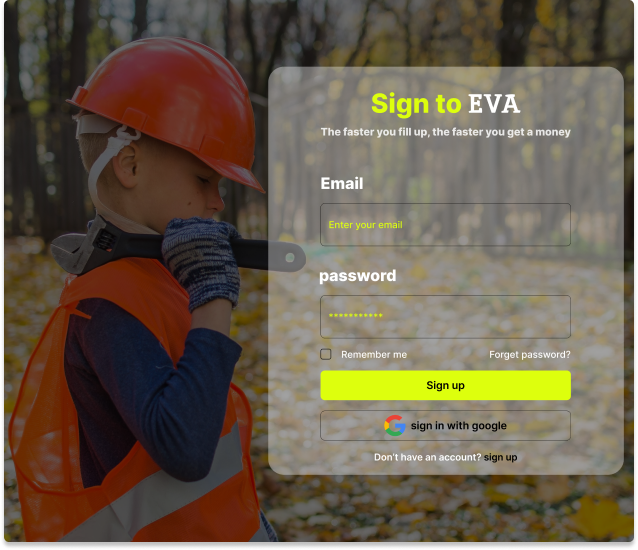 Sign to EVA
The faster you fill up, the faster you get a money
Email
Enter your email
password
***********
Remember me
Forget password?
Sign up
sign in with google
Don't have an account? sign up